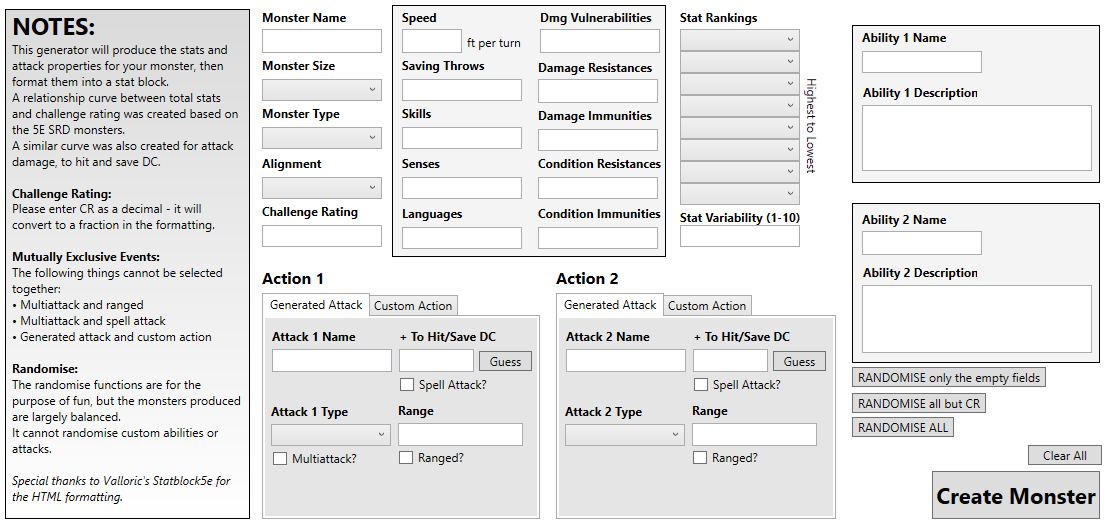 NOTES:
This generator will produce the stats and
attack properties for your monster, then
format them into a stat block.
A relationship curve between total stats
and challenge rating was created based on
the 5E SRD monsters.
A similar curve was also created for attack
damage, to hit and save DC.
Challenge Rating:
Please enter CR as a decimal - it will
convert to a fraction in the formatting.
Mutually Exclusive Events:
The following things cannot be selected
together:
• Multiattack and ranged
• Multiattack and spell attack
• Generated attack and custom action
Randomise:
The randomise functions are for the
purpose of fun, but the monsters produced
are largely balanced.
It cannot randomise custom abilities or
attacks.
Special thanks to Valloric's Statblock5e for
the HTML formatting.
Monster Name
Monster Size
Monster Type
Alignment
Challenge Rating
Speed
ft per turn
Saving Throws
Skills
Senses
Languages
Dmg Vulnerabilities
Damage Resistances
Damage Immunities
Condition Resistances
Condition Immunities
Stat Rankings
Highest to Lowest
Stat Variability (1-10)
Action 1
Generated Attack
Custom Action
Attack 1 Name
+ To Hit/Save DC
Guess
Spell Attack?
Attack 1 Type
Range
Multiattack?
Ranged?
Action 2
Generated Attack
Custom Action
Attack 2 Name
+ To Hit/Save DC
Guess
Spell Attack?
Attack 2 Type
Range
Ranged?
Ability 1 Name
Ability 1 Description
Ability 2 Name
Ability 2 Description
RANDOMISE only the empty fields
RANDOMISE all but CR
RANDOMISE ALL
Clear All
Create Monster